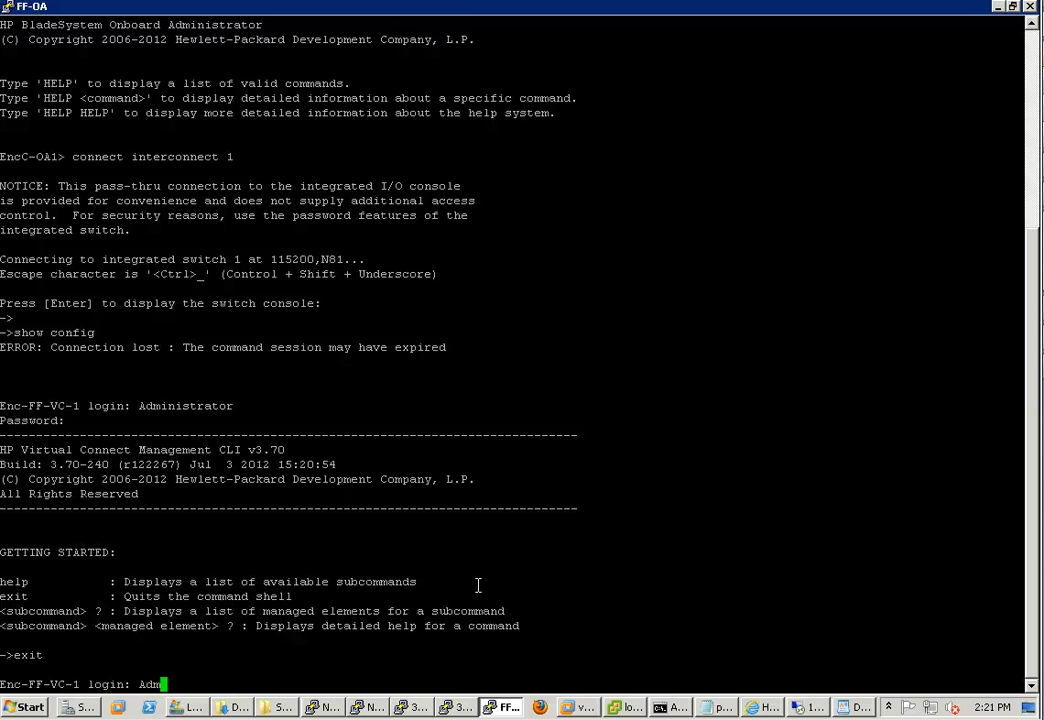 FF-OA
HP BladeSystem Onboard Administrator
(C) Copyright 2006-2012 Hewlett-Packard Development Company, L.P.
Type 'HELP' to display a list of valid commands.
Type 'HELP <command>' to display detailed information about a specific command.
Type 'HELP HELP' to display more detailed information about the help system.
EncC-OA1> connect interconnect 1
NOTICE: This pass-thru connection to the integrated I/O console
is provided for convenience and does not supply additional access
control.  For security reasons, use the password features of the
integrated switch.
Connecting to integrated switch 1 at 115200,N81...
Escape character is '<Ctrl>_' (Control + Shift + Underscore)
Press [Enter] to display the switch console:
->
->show config
ERROR: Connection lost : The command session may have expired
Enc-FF-VC-1 login: Administrator
Password:
-------------------------------------------------------------------------------
HP Virtual Connect Management CLI v3.70
Build: 3.70-240 (r122267) Jul  3 2012 15:20:54
(C) Copyright 2006-2012 Hewlett-Packard Development Company, L.P.
All Rights Reserved
-------------------------------------------------------------------------------
GETTING STARTED:
help           : Displays a list of available subcommands
exit           : Quits the command shell
<subcommand> ? : Displays a list of managed elements for a subcommand
<subcommand> <managed element> ? : Displays detailed help for a command
->exit
Enc-FF-VC-1 login: Adm
Start S... D... L... D... S... N... N... 3... 3... FF... v... lo... A... p... H... 1... D... 2:21 PM